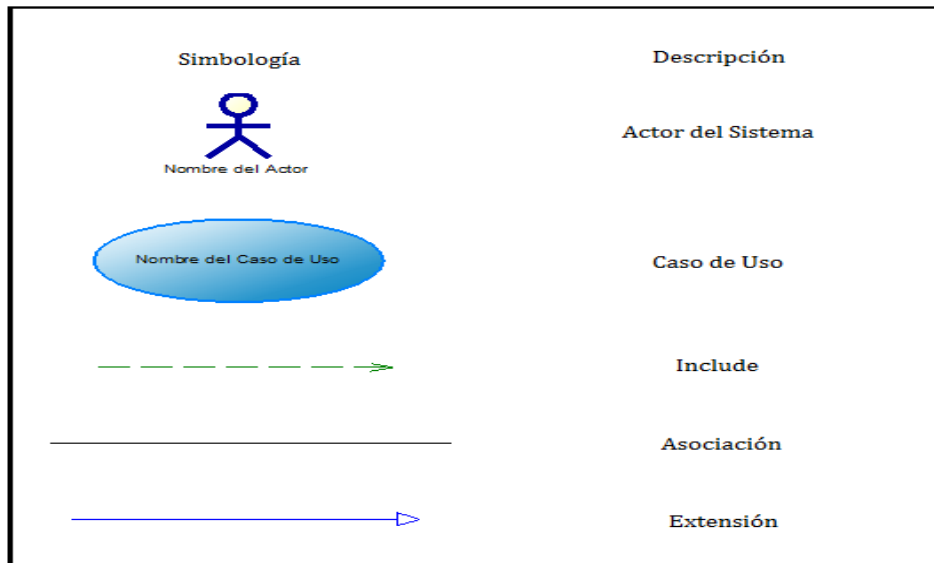 Simbología
Descripción
Nombre del Actor
Actor del Sistema
Nombre del Caso de Uso
Caso de Uso
Include
Asociación
Extensión